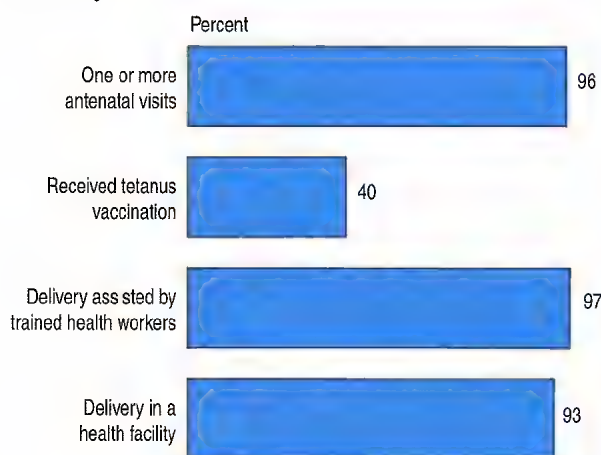 Percent
One or more
antenatal visits
96
Received tetanus
vaccination
40
Delivery ass sted by
trained health workers
97
Delivery in a
health facility
93